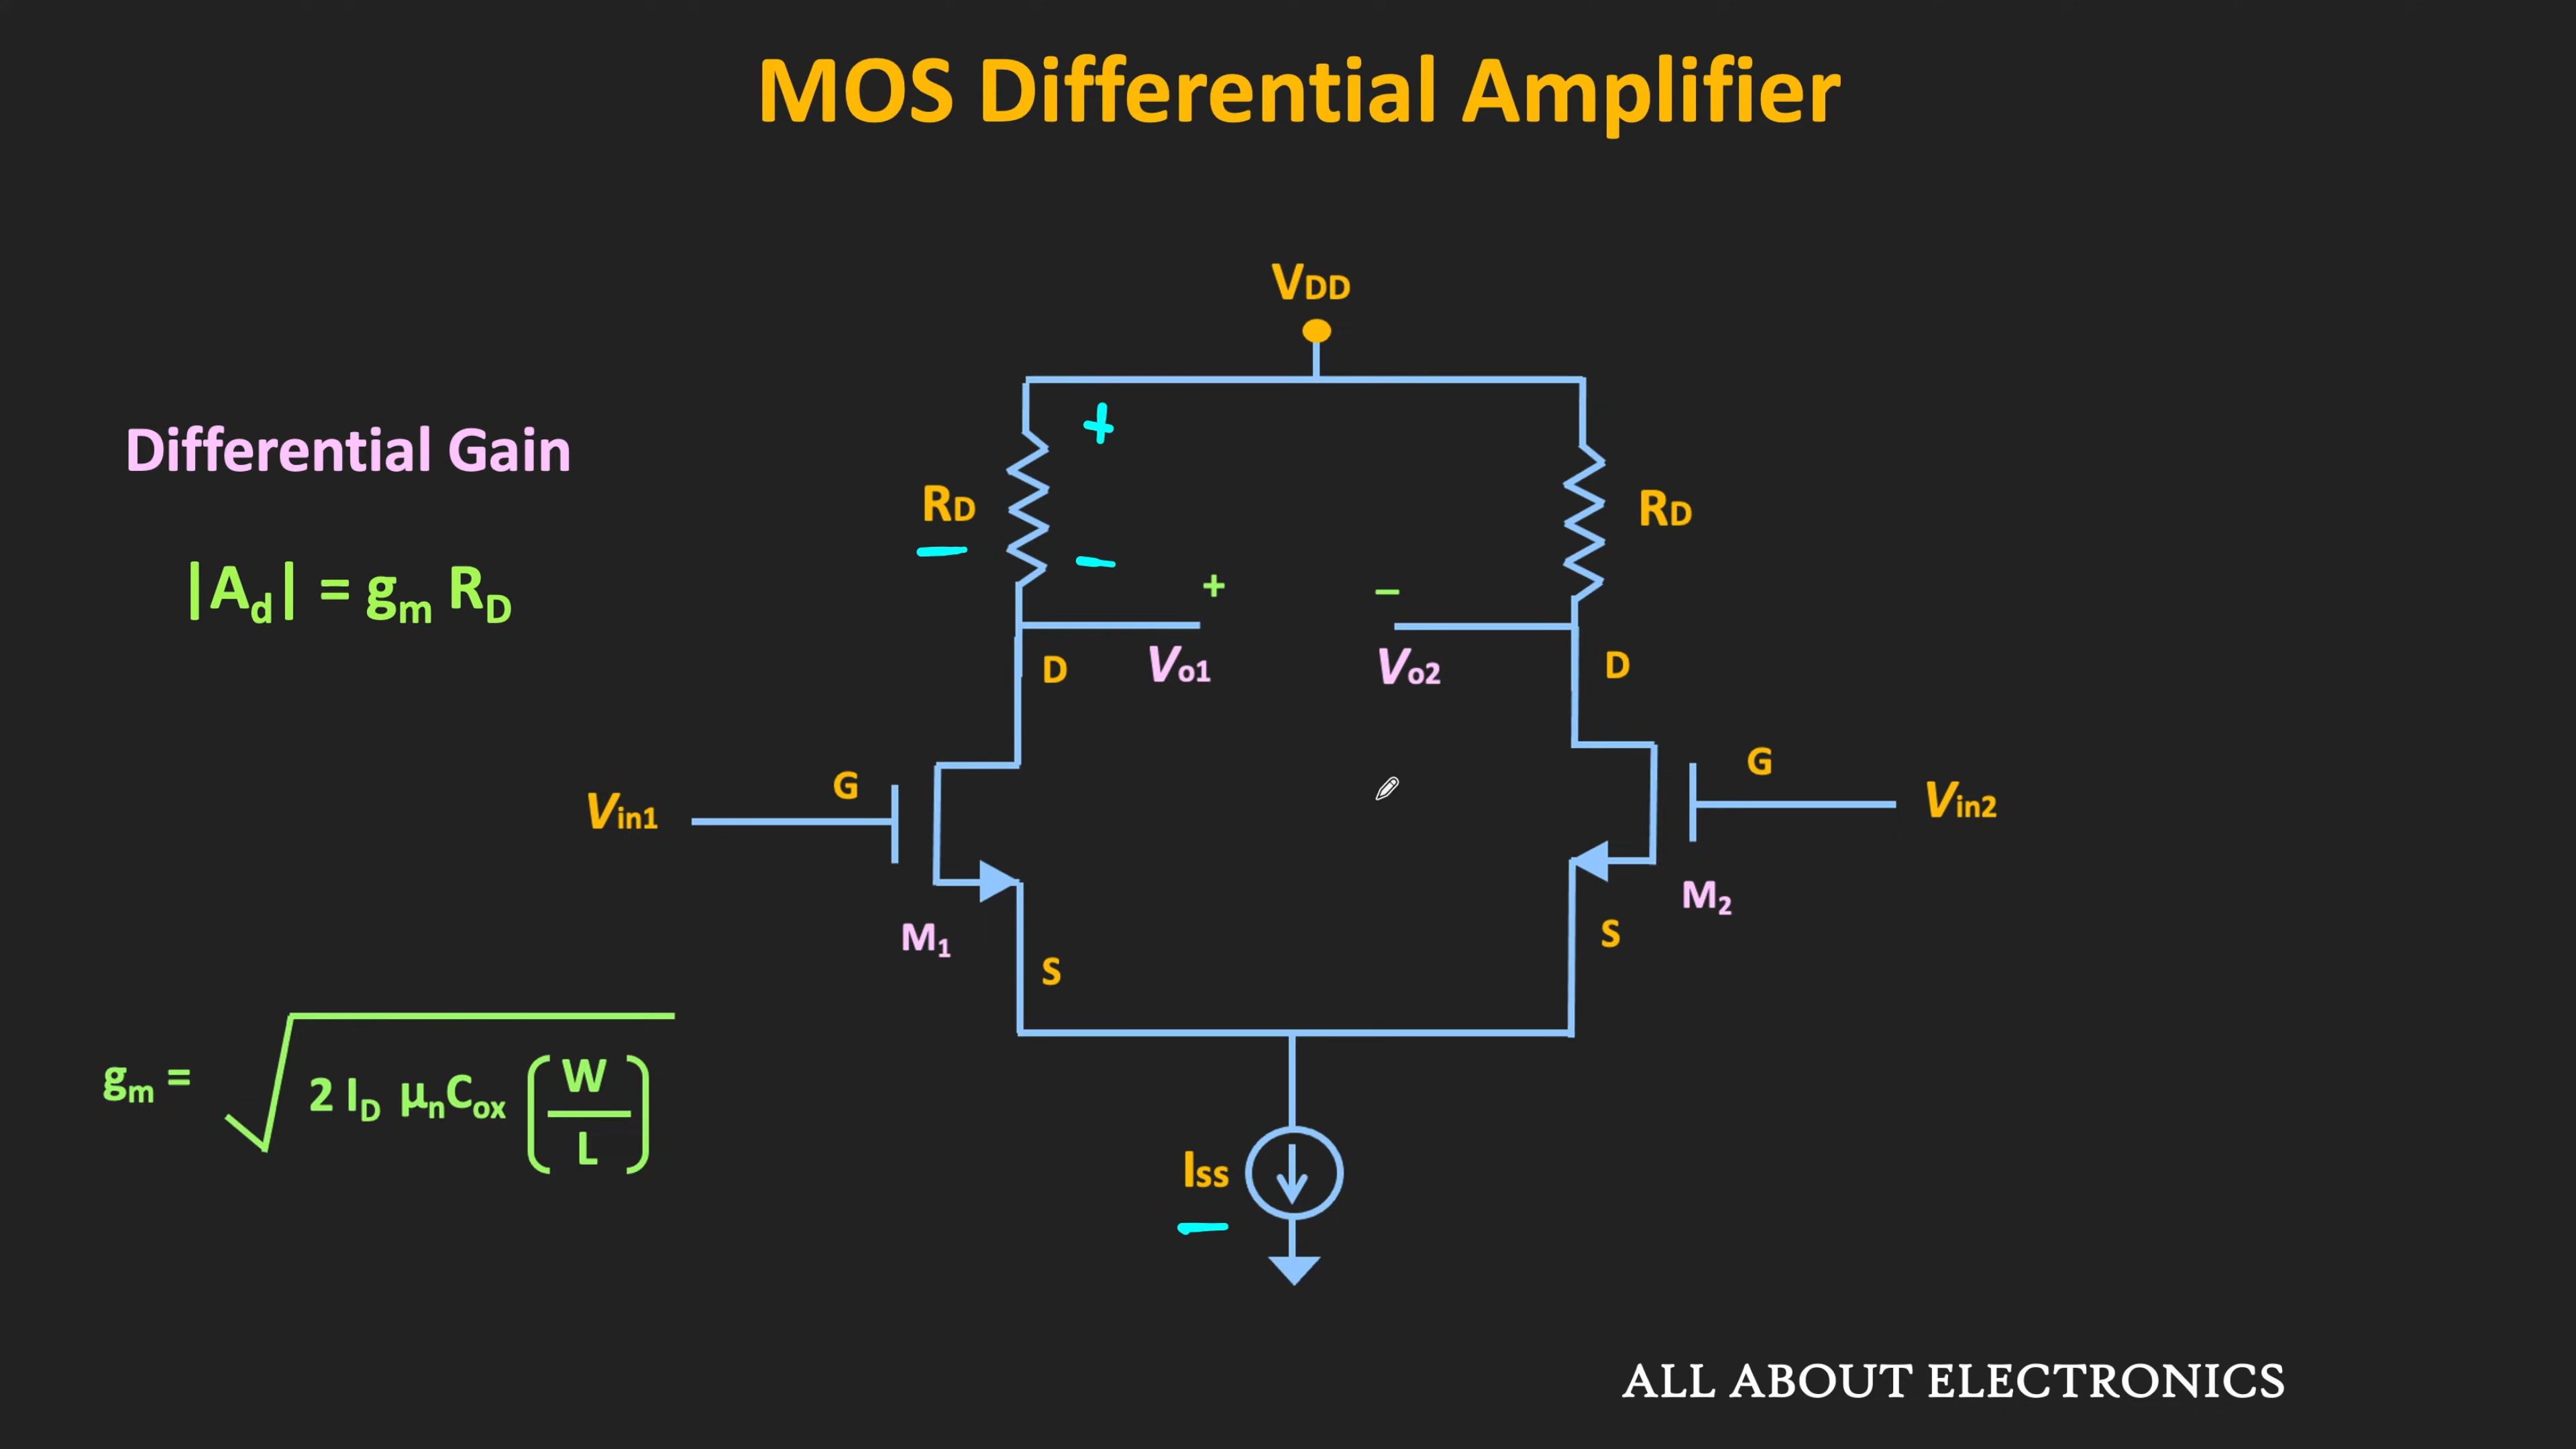 MOS Differential Amplifier
VDD
Differential Gain
RD
RD
|Ad| = gm RD
+
–
+
–
Vo1
Vo2
D
D
G
G
Vin1
Vin2
M1
M2
S
S
gm = √ 2 ID μnCox (W/L)
Iss
ALL ABOUT ELECTRONICS